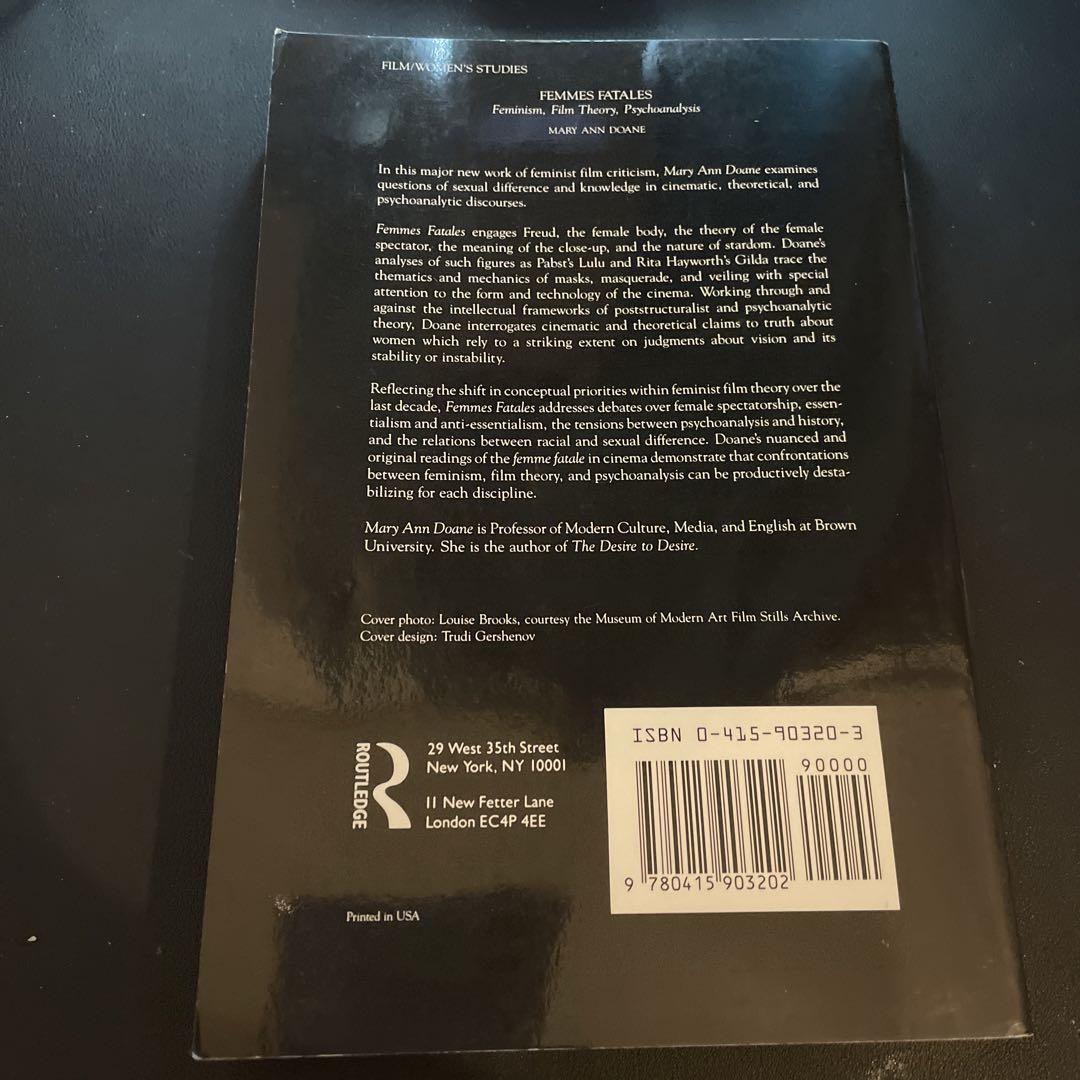 FILM/WOMEN'S STUDIES
FEMMES FATALES
Feminism, Film Theory, Psychoanalysis
MARY ANN DOANE
In this major new work of feminist film criticism, Mary Ann Doane examines
questions of sexual difference and knowledge in cinematic, theoretical, and
psychoanalytic discourses.
Femmes Fatales engages Freud, the female body, the theory of the female
spectator, the meaning of the close-up, and the nature of stardom. Doane's
analyses of such figures as Pabst's Lulu and Rita Hayworth's Gilda trace the
thematics and mechanics of masks, masquerade, and veiling with special
attention to the form and technology of the cinema. Working through and
against the intellectual frameworks of poststructuralist and psychoanalytic
theory, Doane interrogates cinematic and theoretical claims to truth about
women which rely to a striking extent on judgments about vision and its
stability or instability.
Reflecting the shift in conceptual priorities within feminist film theory over the
last decade, Femmes Fatales addresses debates over female spectatorship, essen-
tialism and anti-essentialism, the tensions between psychoanalysis and history,
and the relations between racial and sexual difference. Doane's nuanced and
original readings of the femme fatale in cinema demonstrate that confrontations
between feminism, film theory, and psychoanalysis can be productively desta-
bilizing for each discipline.
Mary Ann Doane is Professor of Modern Culture, Media, and English at Brown
University. She is the author of The Desire to Desire.
Cover photo: Louise Brooks, courtesy the Museum of Modern Art Film Stills Archive.
Cover design: Trudi Gershenov
ROUTLEDGE
29 West 35th Street
New York, NY 10001
11 New Fetter Lane
London EC4P 4EE
ISBN 0-415-90320-3
90000
9 780415 903202
Printed in USA